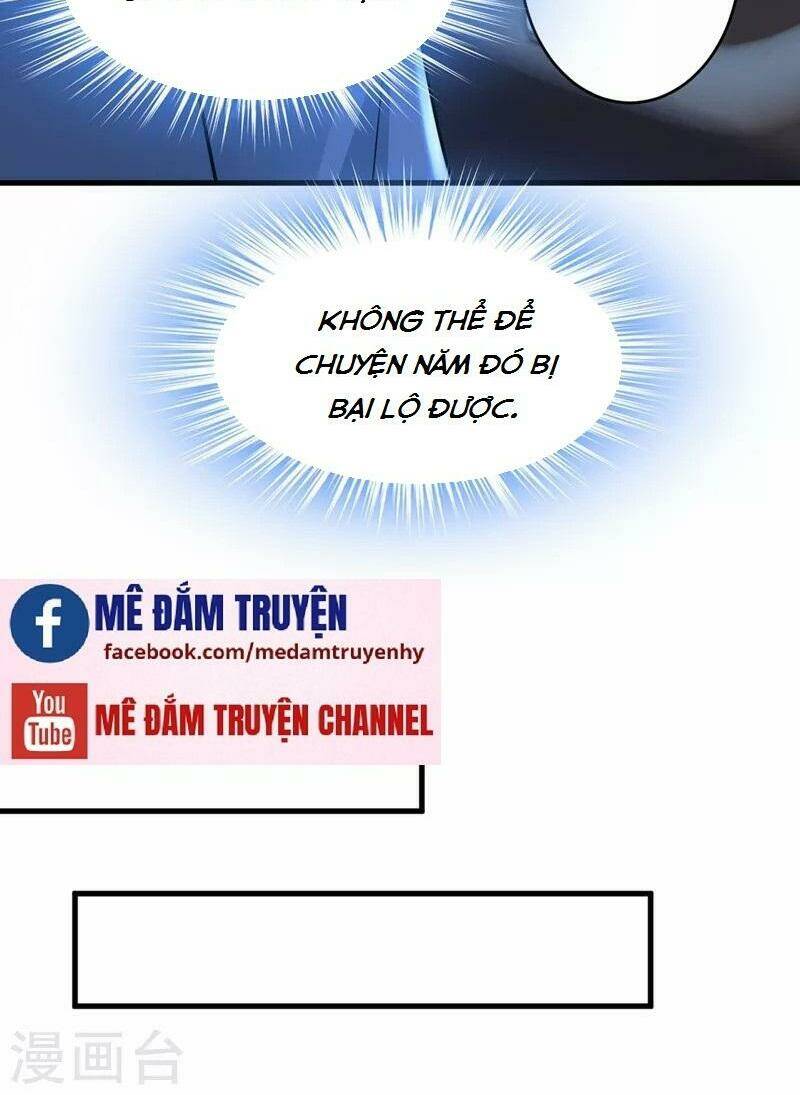 KHÔNG THỂ ĐỂ
CHUYỆN NĂM ĐÓ BỊ
BẠI LỘ ĐƯỢC.
MÊ ĐẮM TRUYỆN
facebook.com/medamtruyenhy
You
Tube
MÊ ĐẮM TRUYỆN CHANNEL
漫画台